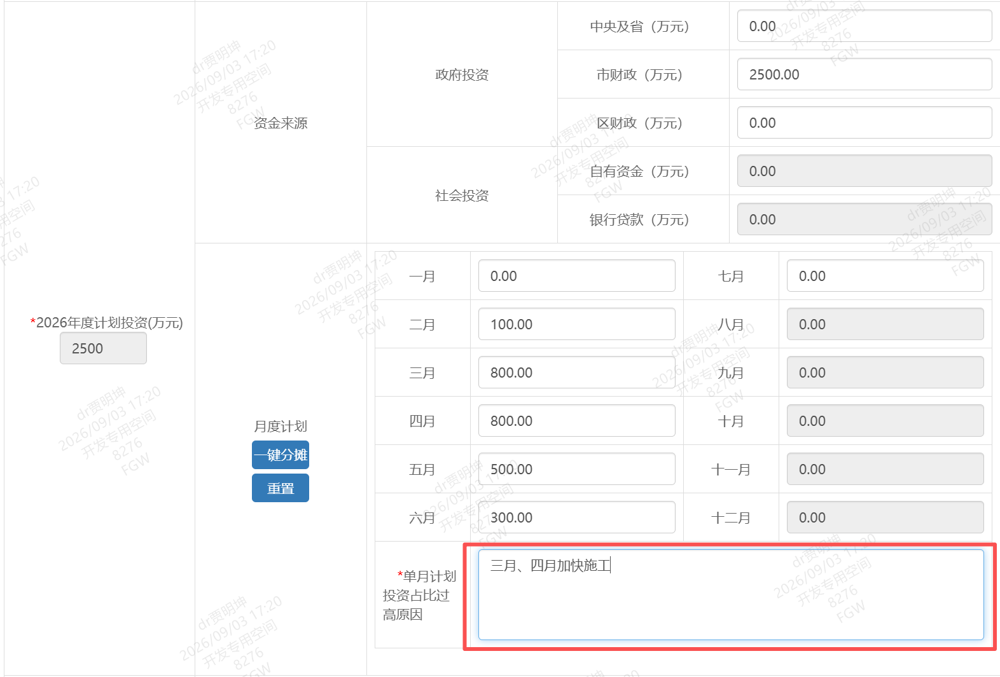 *2026年度计划投资(万元)
2500
资金来源
政府投资
中央及省（万元）
0.00
市财政（万元）
2500.00
区财政（万元）
0.00
社会投资
自有资金（万元）
0.00
银行贷款（万元）
0.00
月度计划
一键分摊
重置
一月 0.00 七月 0.00
二月 100.00 八月 0.00
三月 800.00 九月 0.00
四月 800.00 十月 0.00
五月 500.00 十一月 0.00
六月 300.00 十二月 0.00
*单月计划
投资占比过
高原因
三月、四月加快施工
dr贾明坤
2026/09/03 17:20
开发专用空间
8276
FGW